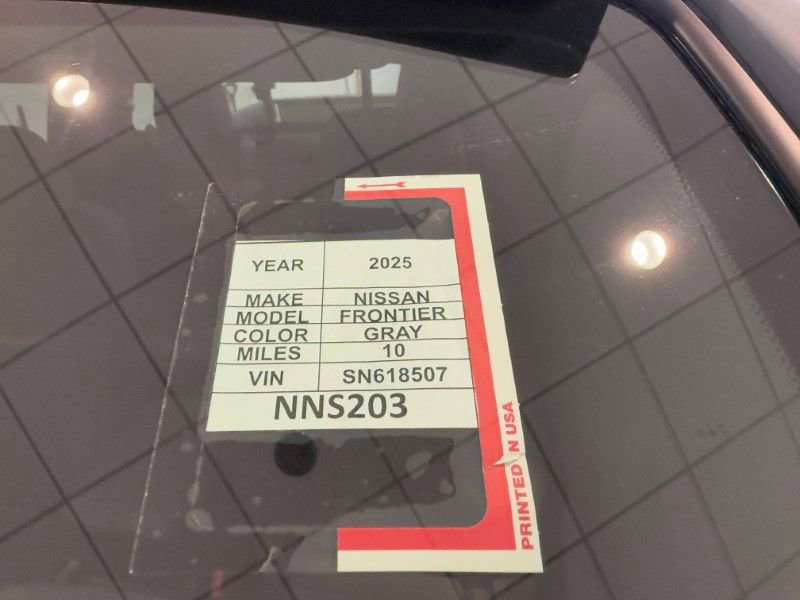 YEAR 2025
MAKE NISSAN
MODEL FRONTIER
COLOR GRAY
MILES 10
VIN SN618507
NNS203
PRINTED IN USA